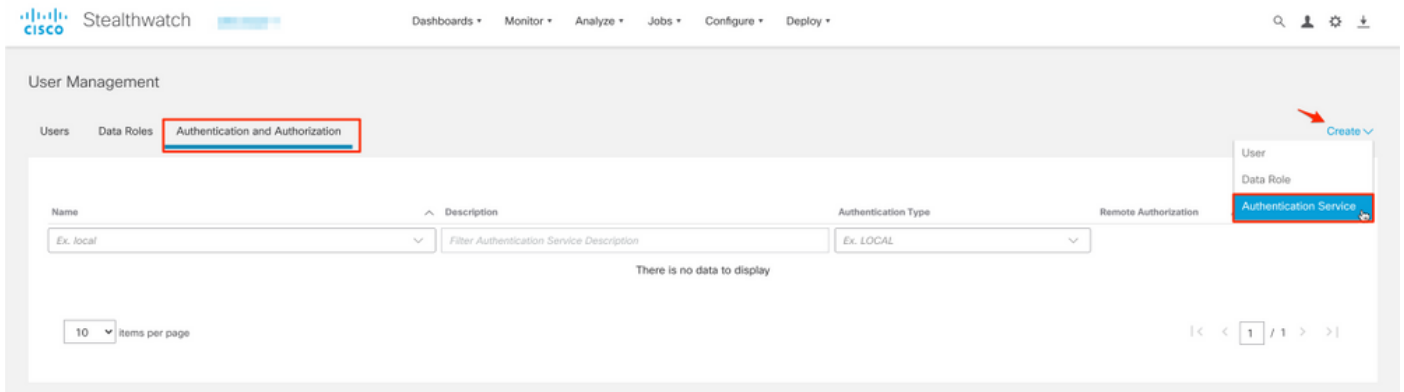 cisco Stealthwatch Dashboards Monitor Analyze Jobs Configure Deploy
User Management
Users Data Roles Authentication and Authorization Create
User
Data Role
Authentication Service
Name Description Authentication Type Remote Authorization
Ex. local Filter Authentication Service Description Ex. LOCAL
There is no data to display
10 items per page 1 / 1